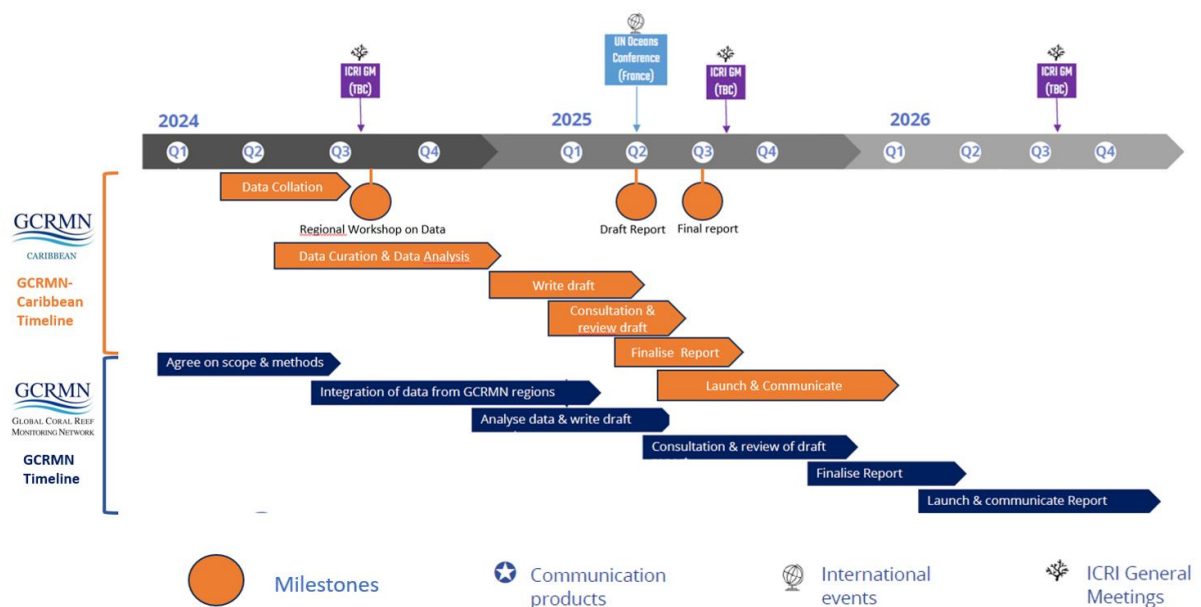 UN Oceans
Conference
(France)
ICRI GM
(TBC)
ICRI GM
(TBC)
ICRI GM
(TBC)
2024
2025
2026
Q1
Q2
Q3
Q4
Q1
Q2
Q3
Q4
Q1
Q2
Q3
Q4
Data Collation
Regional Workshop on Data
Draft Report
Final report
GCRMN
CARIBBEAN
GCRMN-
Caribbean
Timeline
Data Curation & Data Analysis
Write draft
Consultation &
review draft
Finalise Report
Launch & Communicate
GCRMN
GLOBAL CORAL REEF
MONITORING NETWORK
GCRMN
Timeline
Agree on scope & methods
Integration of data from GCRMN regions
Analyse data & write draft
Consultation & review of draft
Finalise Report
Launch & communicate Report
Milestones
Communication
products
International
events
ICRI General
Meetings